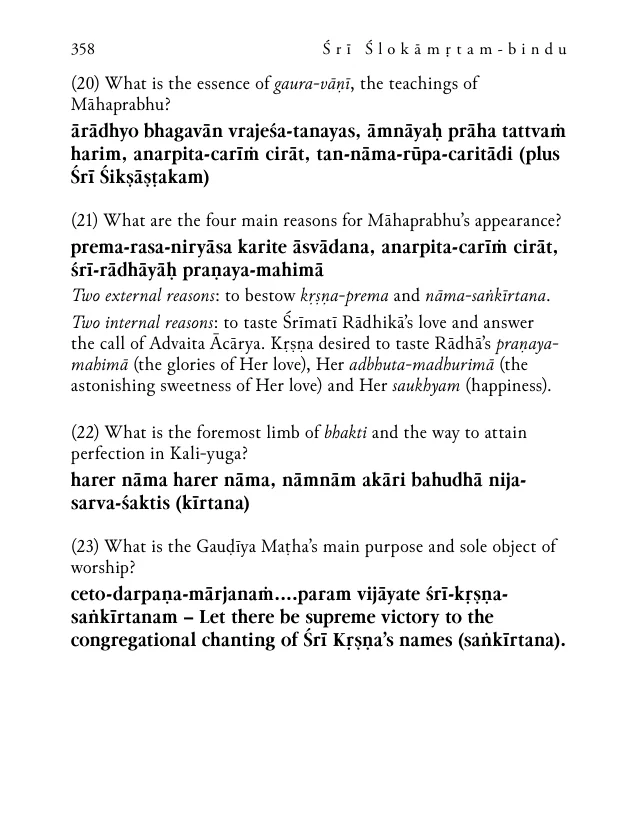 358
Śrī Ślokāmṛtam-bindu
(20) What is the essence of gaura-vāṇī, the teachings of
Māhaprabhu?
ārādhyo bhagavān vrajeśa-tanayas, āmnāyaḥ prāha tattvaṁ
harim, anarpita-carīṁ cirāt, tan-nāma-rūpa-caritādi (plus
Śrī Śikṣāṣṭakam)
(21) What are the four main reasons for Māhaprabhu’s appearance?
prema-rasa-niryāsa karite āsvādana, anarpita-carīṁ cirāt,
śrī-rādhāyāḥ praṇaya-mahimā
Two external reasons: to bestow kṛṣṇa-prema and nāma-saṅkīrtana.
Two internal reasons: to taste Śrīmatī Rādhikā’s love and answer
the call of Advaita Ācārya. Kṛṣṇa desired to taste Rādhā’s praṇaya-
mahimā (the glories of Her love), Her adbhuta-madhurimā (the
astonishing sweetness of Her love) and Her saukhyam (happiness).
(22) What is the foremost limb of bhakti and the way to attain
perfection in Kali-yuga?
harer nāma harer nāma, nāmnām akāri bahudhā nija-
sarva-śaktis (kīrtana)
(23) What is the Gauḍīya Maṭha’s main purpose and sole object of
worship?
ceto-darpaṇa-mārjanaṁ....param vijāyate śrī-kṛṣṇa-
saṅkīrtanam – Let there be supreme victory to the
congregational chanting of Śrī Kṛṣṇa’s names (saṅkīrtana).